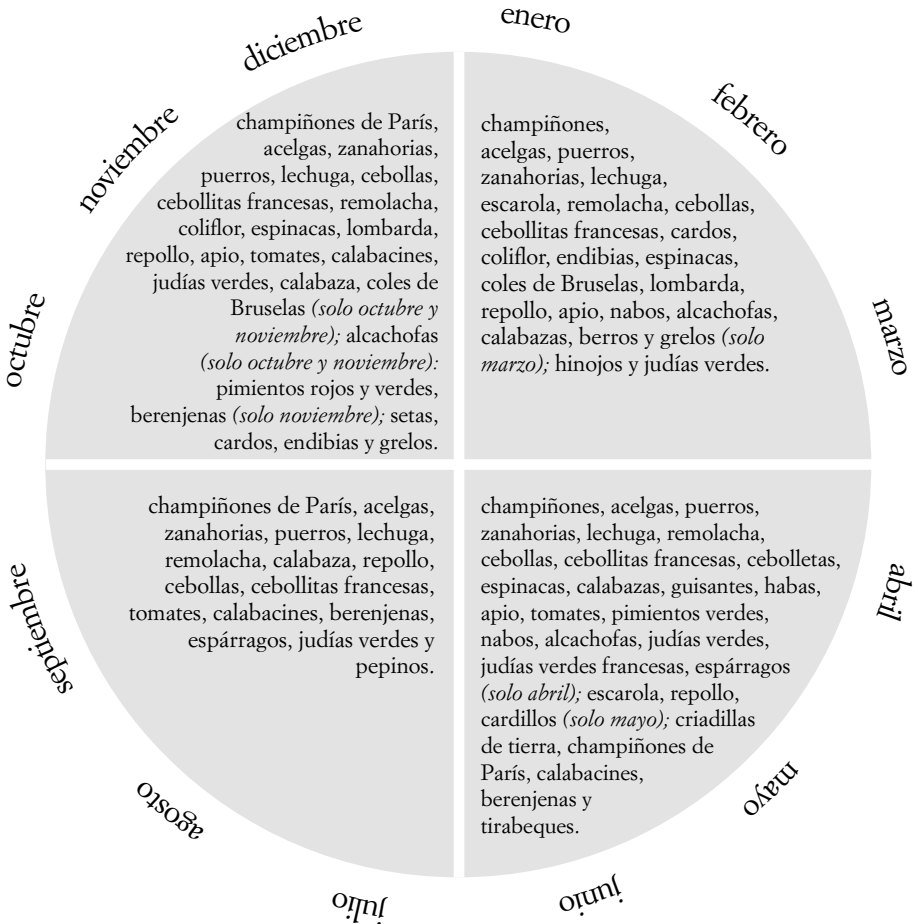 enero
febrero
marzo
champiñones,
acelgas, puerros,
zanahorias, lechuga,
escarola, remolacha, cebollas,
cebollitas francesas, cardos,
coliflor, endibias, espinacas,
coles de Bruselas, lombarda,
repollo, apio, nabos, alcachofas,
calabazas, berros y grelos (solo
marzo); hinojos y judías verdes.
abril
mayo
junio
champiñones, acelgas, puerros,
zanahorias, lechuga, remolacha,
cebollas, cebollitas francesas, cebolletas,
espinacas, calabazas, guisantes, habas,
apio, tomates, pimientos verdes,
nabos, alcachofas, judías verdes,
judías verdes francesas, espárragos
(solo abril); escarola, repollo,
cardillos (solo mayo); criadillas
de tierra, champiñones de
París, calabacines,
berenjenas y
tirabeques.
julio
agosto
septiembre
champiñones de París, acelgas,
zanahorias, puerros, lechuga,
remolacha, calabaza, repollo,
cebollas, cebollitas francesas,
tomates, calabacines, berenjenas,
espárragos, judías verdes y
pepinos.
octubre
noviembre
diciembre
champiñones de París,
acelgas, zanahorias,
puerros, lechuga, cebollas,
cebollitas francesas, remolacha,
coliflor, espinacas, lombarda,
repollo, apio, tomates, calabacines,
judías verdes, calabaza, coles de
Bruselas (solo octubre y
noviembre); alcachofas
(solo octubre y noviembre):
pimientos rojos y verdes,
berenjenas (solo noviembre); setas,
cardos, endibias y grelos.